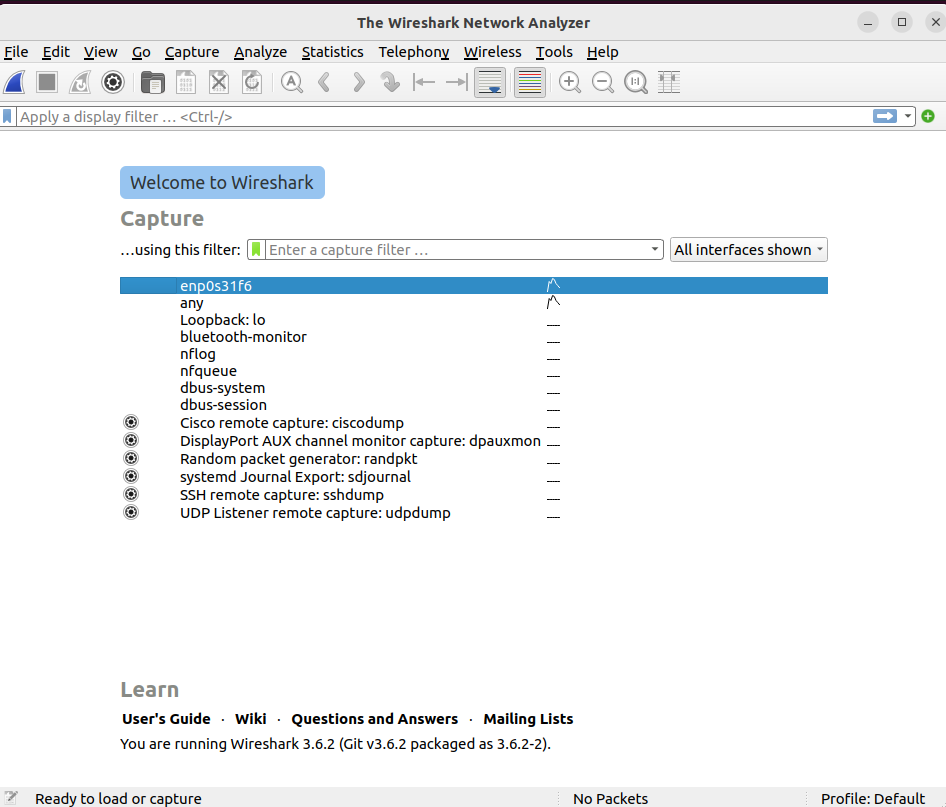 The Wireshark Network Analyzer
File Edit View Go Capture Analyze Statistics Telephony Wireless Tools Help
Apply a display filter … <Ctrl-/>
Welcome to Wireshark
Capture
…using this filter: Enter a capture filter … All interfaces shown
enp0s31f6
any
Loopback: lo
bluetooth-monitor
nflog
nfqueue
dbus-system
dbus-session
Cisco remote capture: ciscodump
DisplayPort AUX channel monitor capture: dpauxmon
Random packet generator: randpkt
systemd Journal Export: sdjournal
SSH remote capture: sshdump
UDP Listener remote capture: udpdump
Learn
User's Guide · Wiki · Questions and Answers · Mailing Lists
You are running Wireshark 3.6.2 (Git v3.6.2 packaged as 3.6.2-2).
Ready to load or capture No Packets Profile: Default